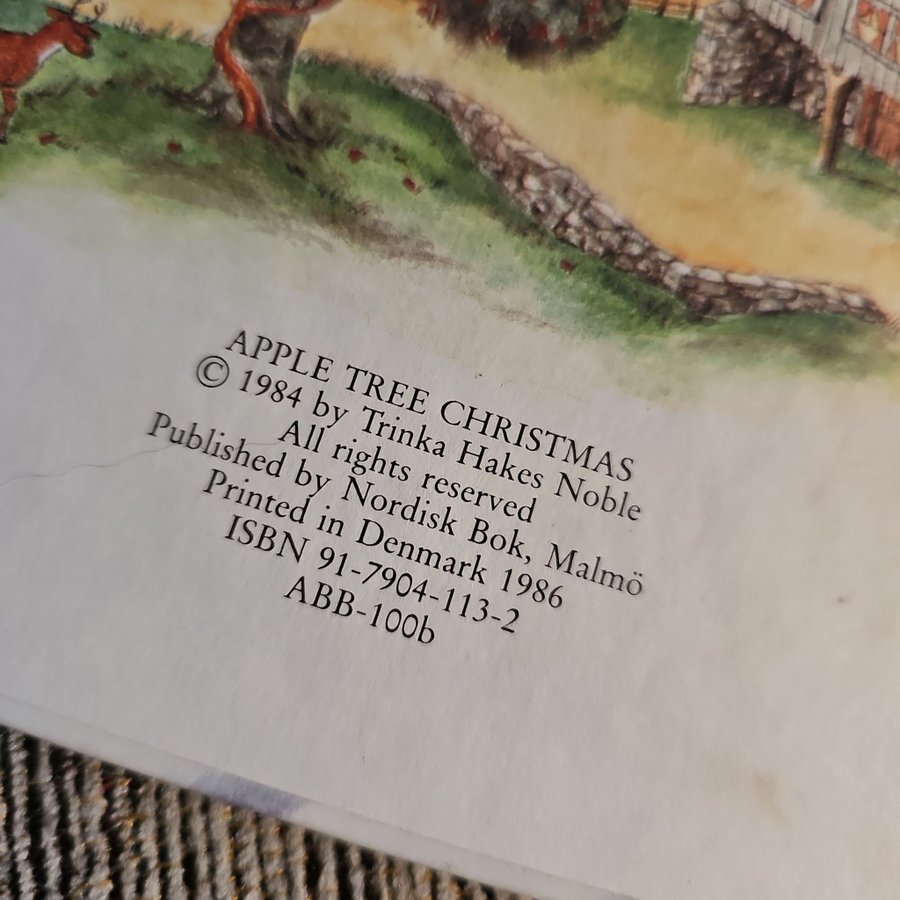 APPLE TREE CHRISTMAS
© 1984 by Trinka Hakes Noble
All rights reserved
Published by Nordisk Bok, Malmö
Printed in Denmark 1986
ISBN 91-7904-113-2
ABB-100b